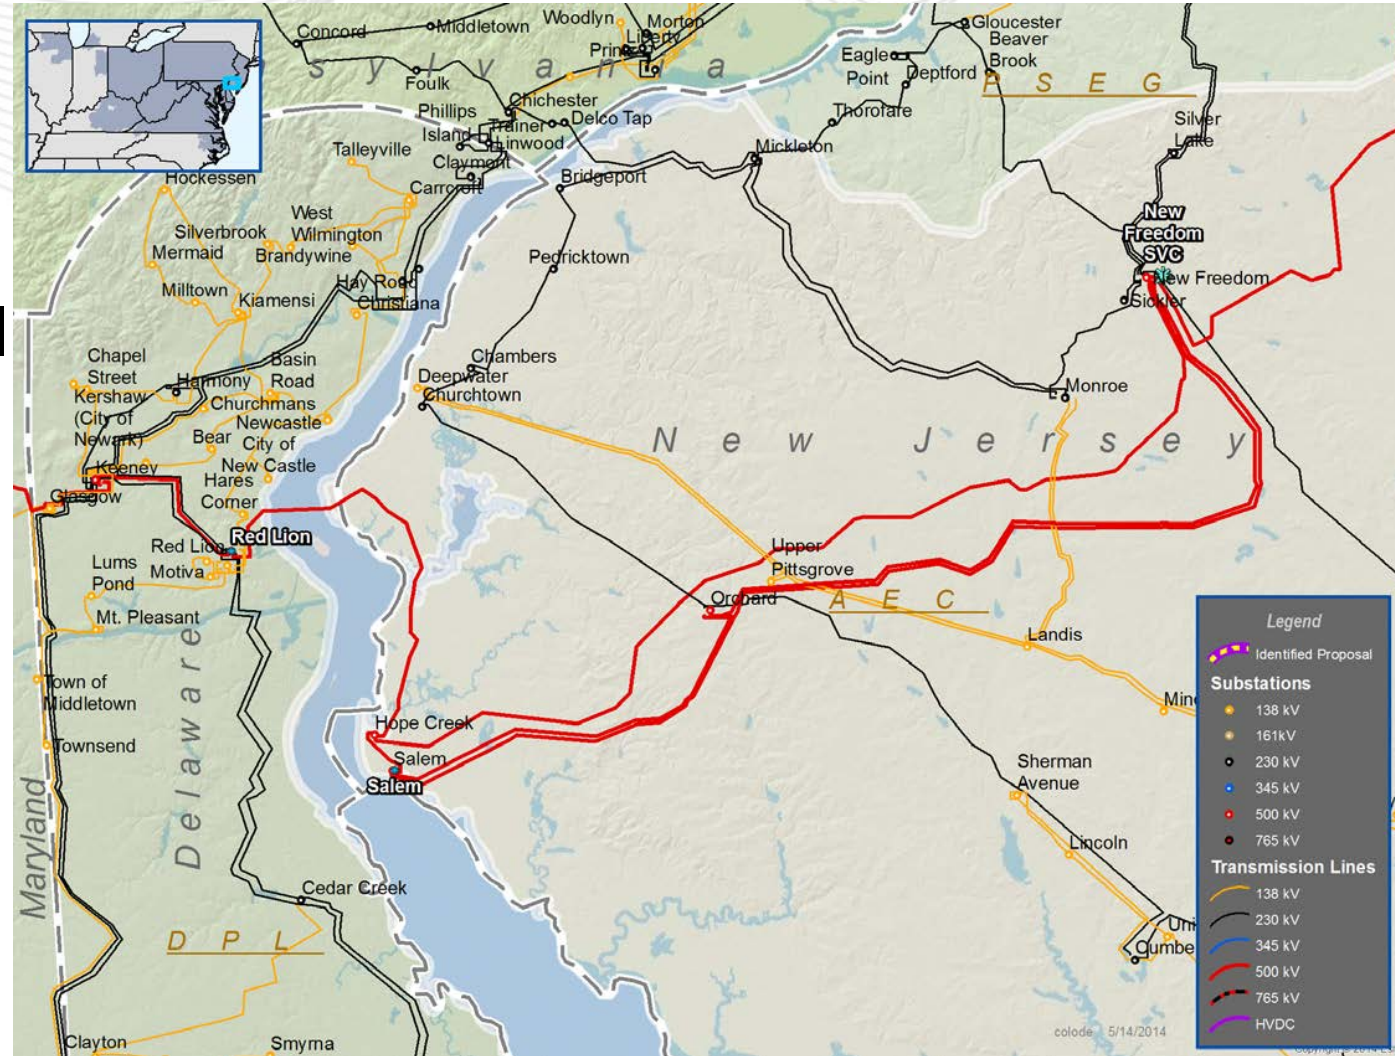 Concord
Middletown
Woodlyn
Morton
Liberty
Gloucester
Beaver
Brook
Eagle
Point
Deptford
P S E G
s y l v a n i a
Foulk
Phillips
Island
Chichester
Trainer
Linwood
Delco Tap
Thorofare
Silver
Lake
Talleyville
Claymont
Mickleton
Hockessen
Carrcroft
Bridgeport
West
Wilmington
Silverbrook
Mermaid
Brandywine
Pedricktown
New
Freedom
SVC
New Freedom
Sickler
Hay Road
Milltown
Kiamensi
Christiana
Chapel
Street
Basin
Road
Chambers
Deepwater
Churchtown
Harmony
Monroe
Kershaw
(City of
Newark)
Churchmans
Newcastle
Bear
City of
New Castle
New Jersey
Keeney
Glasgow
Hares
Corner
Red Lion
Red Lion
Lums
Pond
Motiva
Upper
Pittsgrove
Orchard
A E C
Mt. Pleasant
Landis
Delaware
Town of
Middletown
Townsend
Hope Creek
Salem
Salem
Sherman
Avenue
Lincoln
Maryland
Cedar Creek
D P L
Clayton
Smyrna
colode 5/14/2014
Legend
Identified Proposal
Substations
138 kV
161kV
230 kV
345 kV
500 kV
765 kV
Transmission Lines
138 kV
230 kV
345 kV
500 kV
765 kV
HVDC